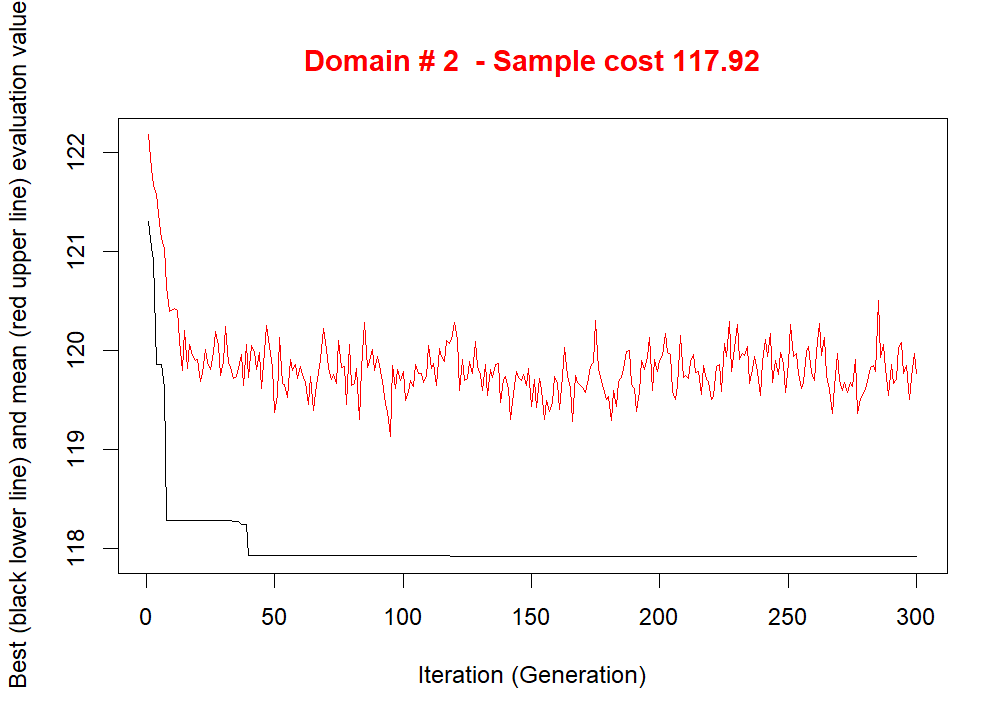 Domain # 2  - Sample cost 117.92
Best (black lower line) and mean (red upper line) evaluation value
122
121
120
119
118
0 50 100 150 200 250 300
Iteration (Generation)